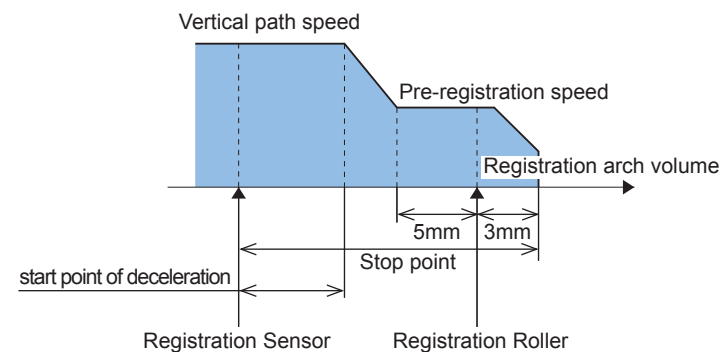 Vertical path speed
Pre-registration speed
Registration arch volume
5mm
3mm
Stop point
start point of deceleration
Registration Sensor
Registration Roller